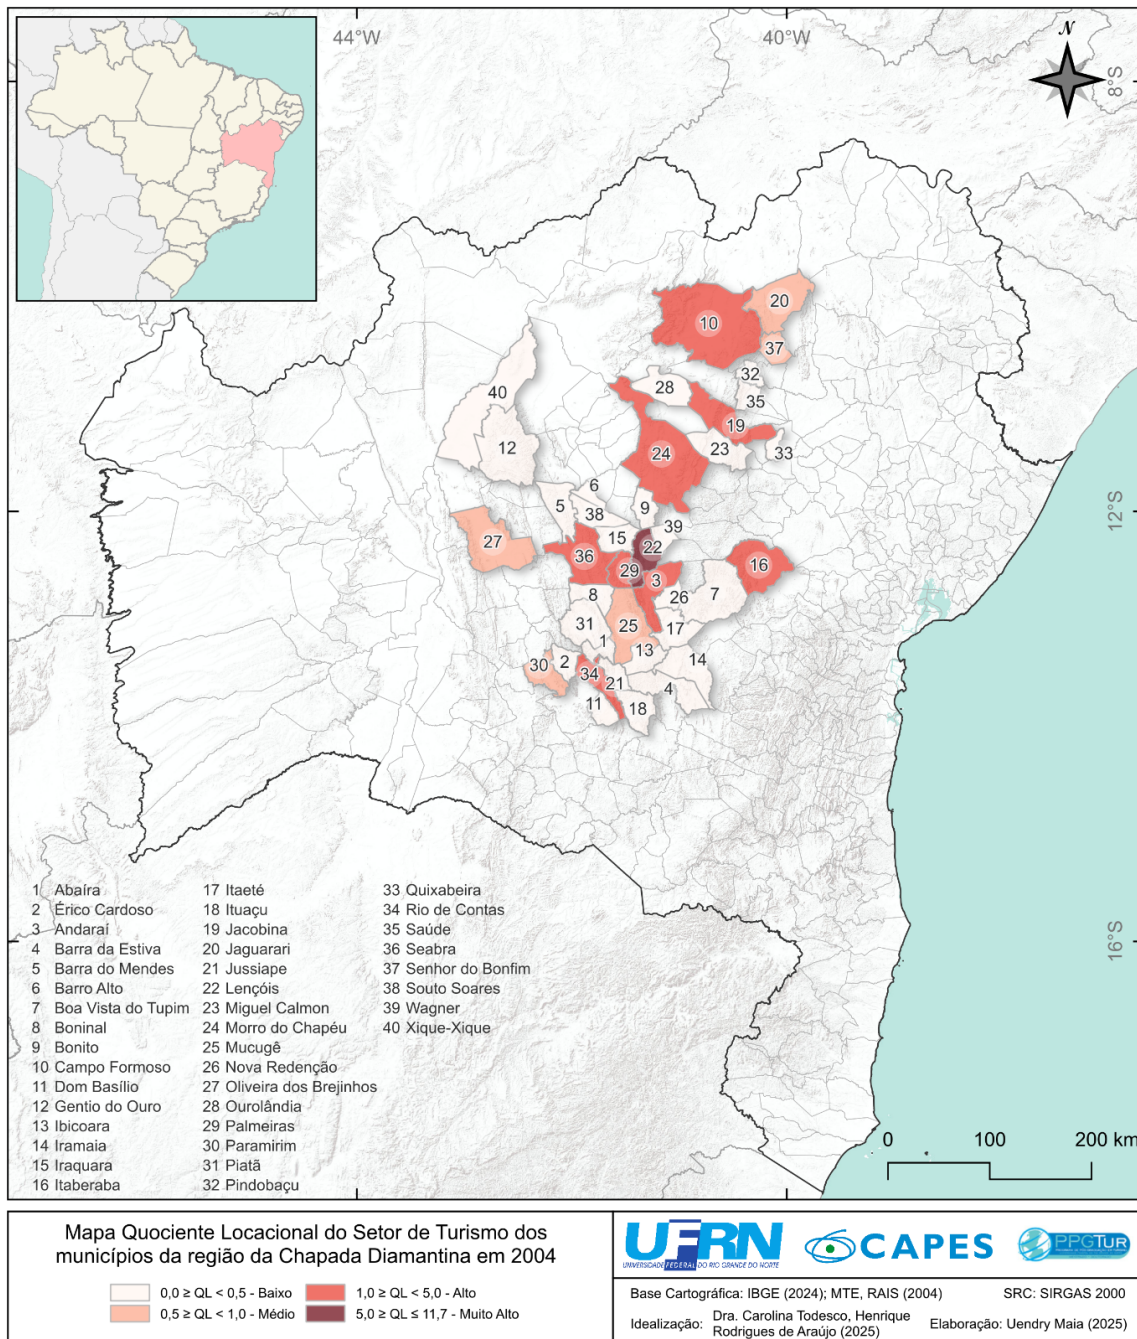 44°W
40°W
N
8°S
20
10
37
32
28
40
35
19
24
23
33
12
6
5
9
38
39
12°S
15
27
22
36
16
29
3
8
26
7
31
25
17
1
13
2
14
30
34
21
4
11
18
16°S
1 Abaíra
2 Érico Cardoso
3 Andaraí
4 Barra da Estiva
5 Barra do Mendes
6 Barro Alto
7 Boa Vista do Tupim
8 Boninal
9 Bonito
10 Campo Formoso
11 Dom Basílio
12 Gentio do Ouro
13 Ibicoara
14 Iramaia
15 Iraquara
16 Itaberaba
17 Itaeté
18 Ituaçu
19 Jacobina
20 Jaguarari
21 Jussiape
22 Lençóis
23 Miguel Calmon
24 Morro do Chapéu
25 Mucugê
26 Nova Redenção
27 Oliveira dos Brejinhos
28 Ourolândia
29 Palmeiras
30 Paramirim
31 Piatã
32 Pindobaçu
33 Quixabeira
34 Rio de Contas
35 Saúde
36 Seabra
37 Senhor do Bonfim
38 Souto Soares
39 Wagner
40 Xique-Xique
0 100 200 km
Mapa Quociente Locacional do Setor de Turismo dos
municípios da região da Chapada Diamantina em 2004
0,0 ≥ QL < 0,5 - Baixo
0,5 ≥ QL < 1,0 - Médio
1,0 ≥ QL < 5,0 - Alto
5,0 ≥ QL ≤ 11,7 - Muito Alto
UFRN
UNIVERSIDADE FEDERAL DO RIO GRANDE DO NORTE
CAPES
PPGTUR
Base Cartográfica: IBGE (2024); MTE, RAIS (2004)
SRC: SIRGAS 2000
Idealização: Dra. Carolina Todesco, Henrique
Rodrigues de Araújo (2025)
Elaboração: Uendry Maia (2025)